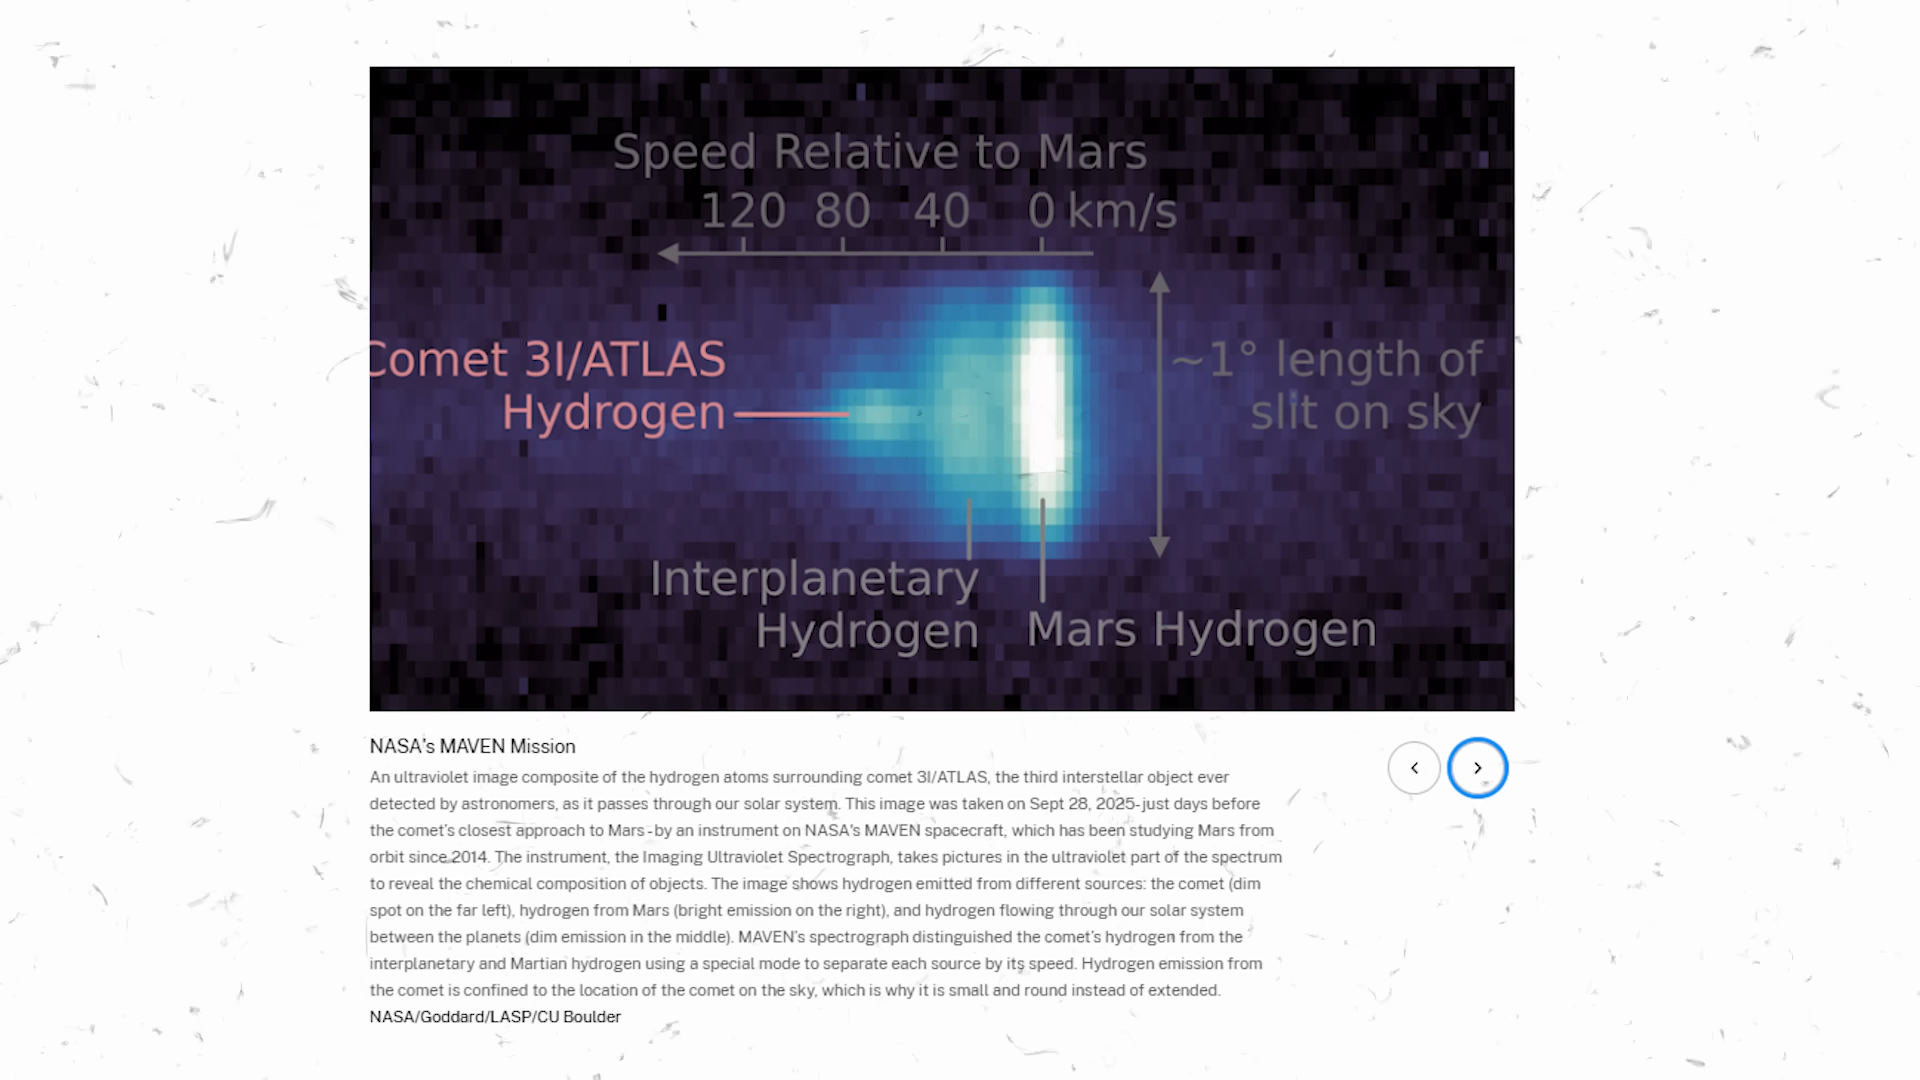 Speed Relative to Mars
120 80 40 0 km/s
Comet 3I/ATLAS
Hydrogen
~1° length of
slit on sky
Interplanetary
Hydrogen
Mars Hydrogen
NASA's MAVEN Mission
An ultraviolet image composite of the hydrogen atoms surrounding comet 3I/ATLAS, the third interstellar object ever
detected by astronomers, as it passes through our solar system. This image was taken on Sept 28, 2025-just days before
the comet's closest approach to Mars-by an instrument on NASA's MAVEN spacecraft, which has been studying Mars from
orbit since 2014. The instrument, the Imaging Ultraviolet Spectrograph, takes pictures in the ultraviolet part of the spectrum
to reveal the chemical composition of objects. The image shows hydrogen emitted from different sources: the comet (dim
spot on the far left), hydrogen from Mars (bright emission on the right), and hydrogen flowing through our solar system
between the planets (dim emission in the middle). MAVEN's spectrograph distinguished the comet's hydrogen from the
interplanetary and Martian hydrogen using a special mode to separate each source by its speed. Hydrogen emission from
the comet is confined to the location of the comet on the sky, which is why it is small and round instead of extended.
NASA/Goddard/LASP/CU Boulder